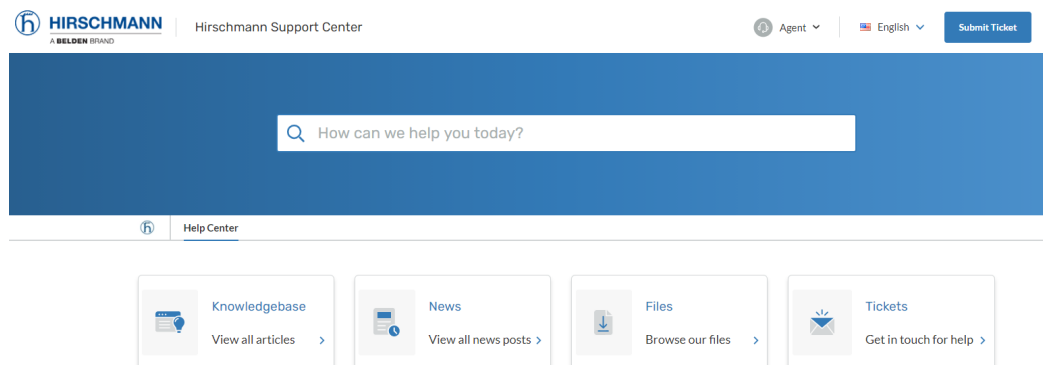 HIRSCHMANN
A BELDEN BRAND
Hirschmann Support Center
Agent
English
Submit Ticket
How can we help you today?
Help Center
Knowledgebase
View all articles
News
View all news posts
Files
Browse our files
Tickets
Get in touch for help